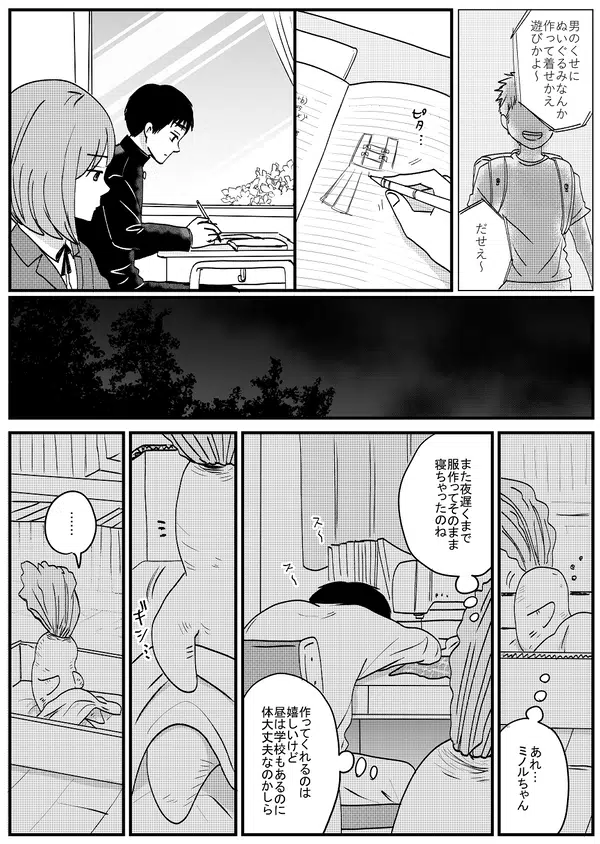 男のくせに
ぬいぐるみなんか
作って着せかえ
遊びかよ～
だせえ～
ピタ…
あれ…
ミノルちゃん
また夜遅くまで
服作ってそのまま
寝ちゃったのね
スー～
スー～
作ってくれるのは
嬉しいけど
昼は学校もあるのに
体大丈夫なのかしら
ギシ…
……